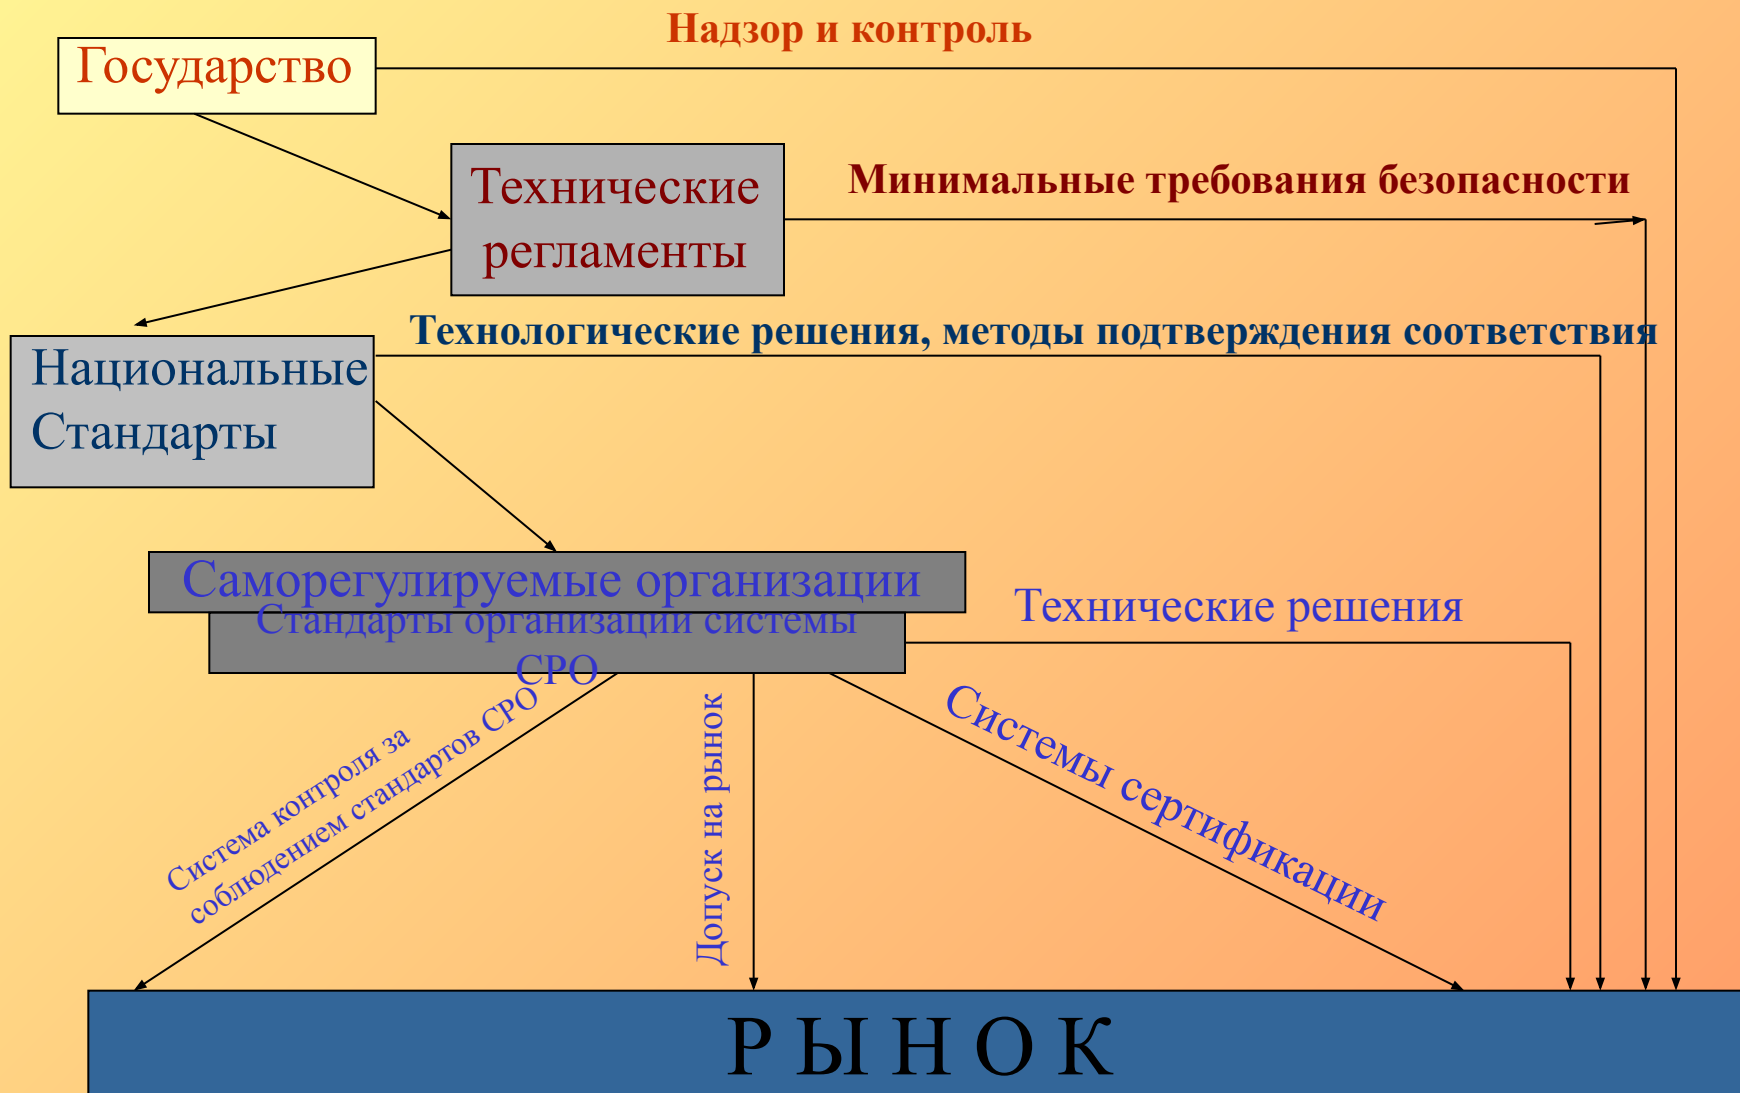 Надзор и контроль
Государство
Технические
регламенты
Минимальные требования безопасности
Технологические решения, методы подтверждения соответствия
Национальные
Стандарты
Саморегулируемые организации
Стандарты организации системы
СРО
Технические решения
Система контроля за
соблюдением стандартов СРО
Допуск на рынок
Системы сертификации
Р Ы Н О К